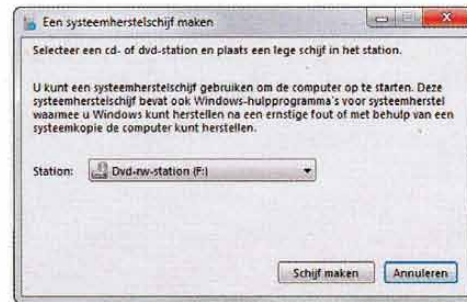 Een systeemherstelschijf maken
Selecteer een cd- of dvd-station en plaats een lege schijf in het station.
U kunt een systeemherstelschijf gebruiken om de computer op te starten. Deze
systeemherstelschijf bevat ook Windows-hulpprogramma's voor systeemherstel
waarmee u Windows kunt herstellen na een ernstige fout of met behulp van een
systeemkopie de computer kunt herstellen.
Station: Dvd-rw-station (F:)
Schijf maken Annuleren